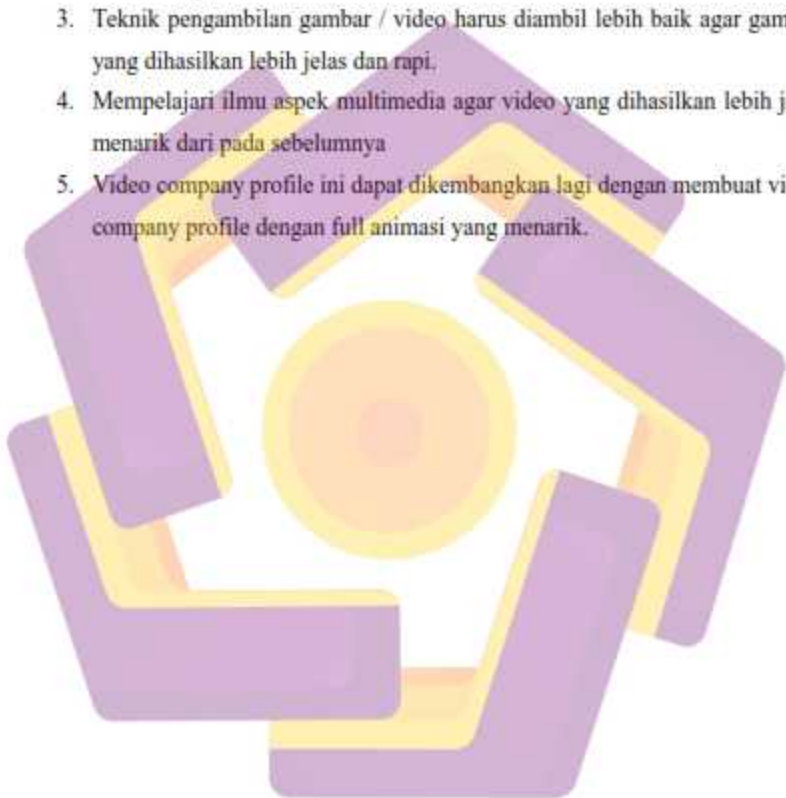 3. Teknik pengambilan gambar / video harus diambil lebih baik agar gam
yang dihasilkan lebih jelas dan rapi.
4. Mempelajari ilmu aspek multimedia agar video yang dihasilkan lebih j
menarik dari pada sebelumnya
5. Video company profile ini dapat dikembangkan lagi dengan membuat vi
company profile dengan full animasi yang menarik.